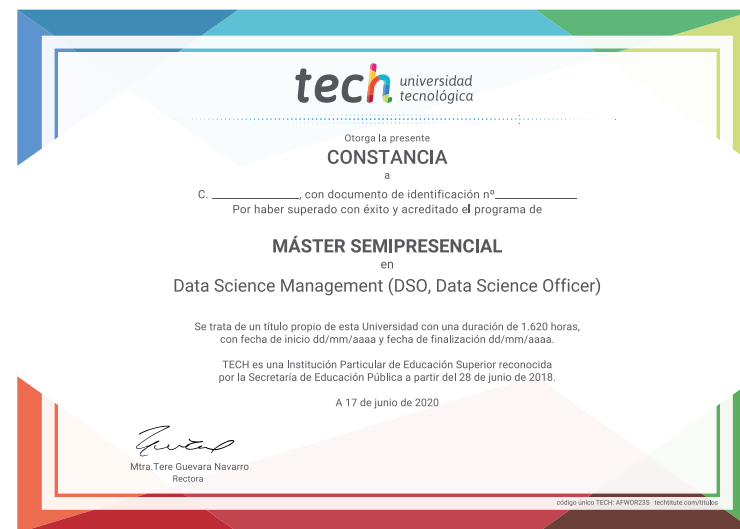 tech universidad
tecnológica
Otorga la presente
CONSTANCIA
a
C. ______________, con documento de identificación nº_____________
Por haber superado con éxito y acreditado el programa de
MÁSTER SEMIPRESENCIAL
en
Data Science Management (DSO, Data Science Officer)
Se trata de un título propio de esta Universidad con una duración de 1.620 horas,
con fecha de inicio dd/mm/aaaa y fecha de finalización dd/mm/aaaa.
TECH es una Institución Particular de Educación Superior reconocida
por la Secretaría de Educación Pública a partir del 28 de junio de 2018.
A 17 de junio de 2020
Mtra.Tere Guevara Navarro
Rectora
código único TECH: AFWOR23S techtitute.com/titulos